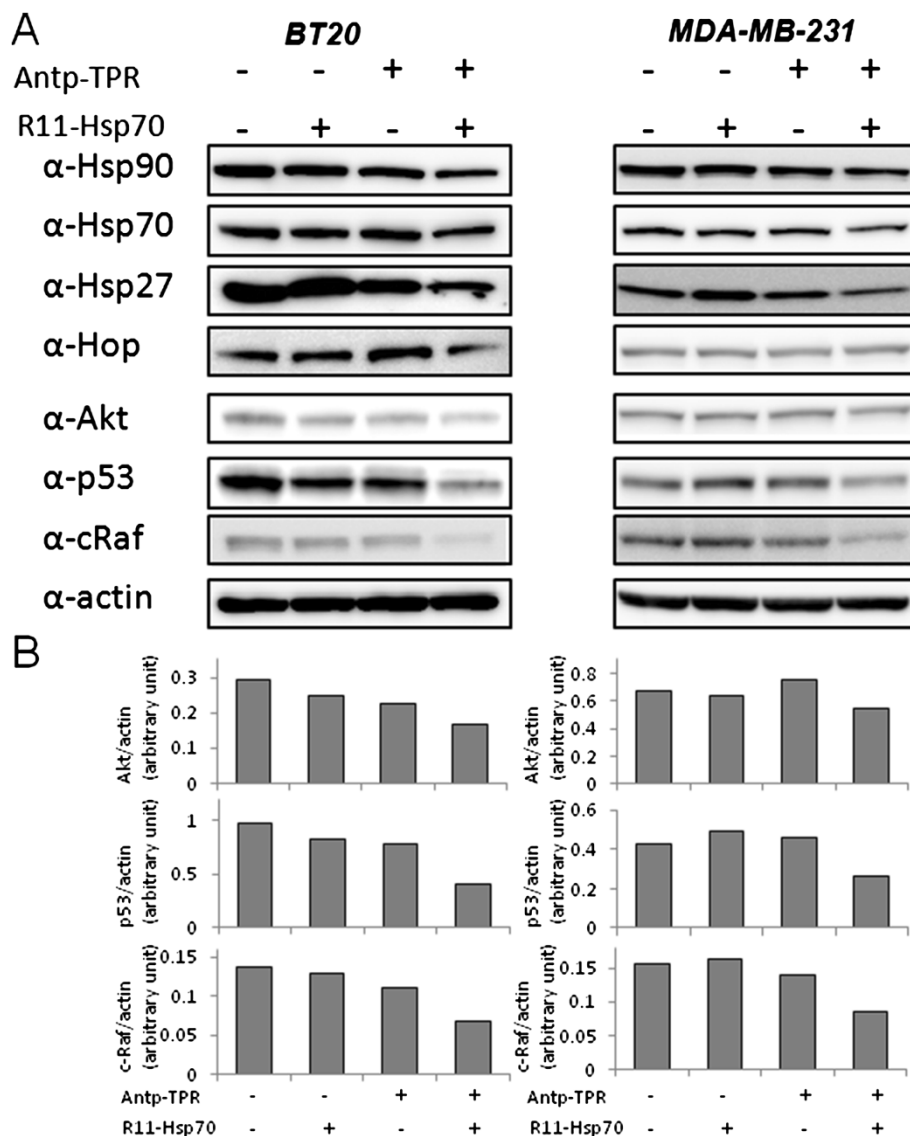 A
BT20 MDA-MB-231
Antp-TPR - - + + - - + +
R11-Hsp70 - + - + - + - +
α-Hsp90
α-Hsp70
α-Hsp27
α-Hop
α-Akt
α-p53
α-cRaf
α-actin
B
Akt/actin
(arbitrary unit)
0.3
0.2
0.1
0
Akt/actin
(arbitrary unit)
0.8
0.6
0.4
0.2
0
p53/actin
(arbitrary unit)
1
0.5
0
p53/actin
(arbitrary unit)
0.6
0.4
0.2
0
c-Raf/actin
(arbitrary unit)
0.15
0.1
0.05
0
c-Raf/actin
(arbitrary unit)
0.15
0.1
0.05
0
Antp-TPR - - + + Antp-TPR - - + +
R11-Hsp70 - + - + R11-Hsp70 - + - +